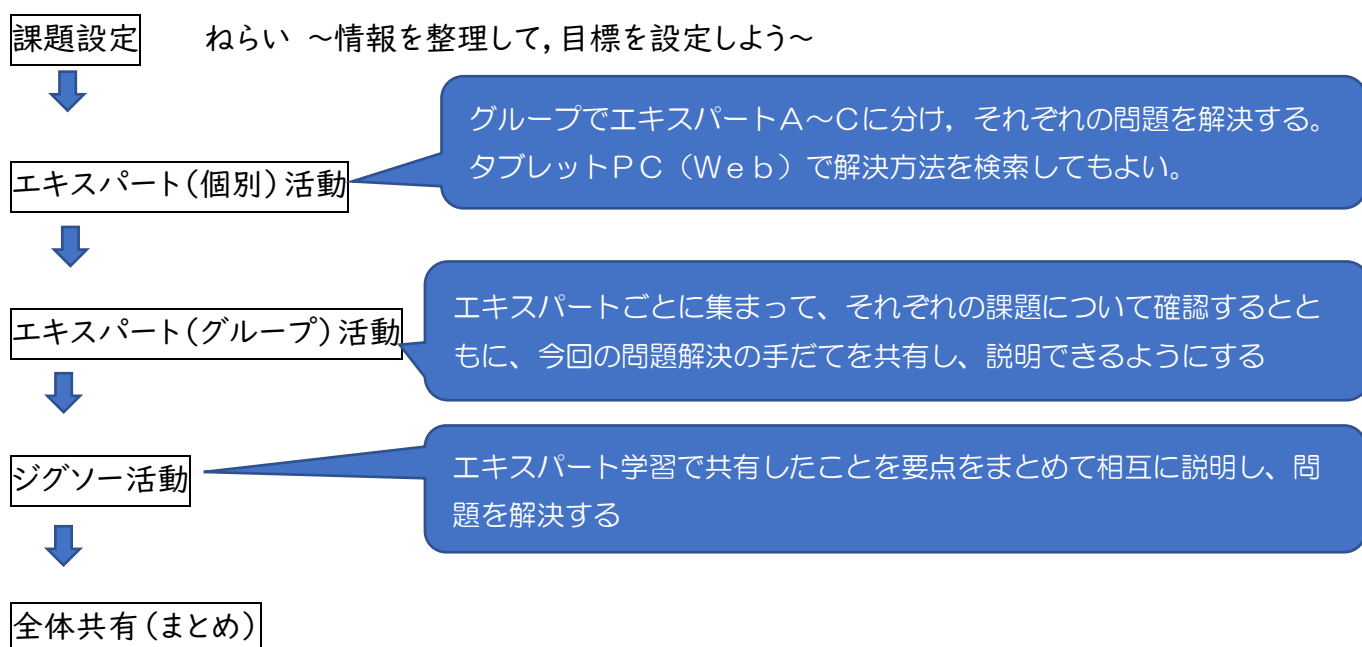 課題設定 ねらい ～情報を整理して，目標を設定しよう～
グループでエキスパートＡ～Ｃに分け，それぞれの問題を解決する。
タブレットＰＣ（Ｗｅｂ）で解決方法を検索してもよい。
エキスパート（個別）活動
エキスパートごとに集まって、それぞれの課題について確認するとと
もに、今回の問題解決の手だてを共有し、説明できるようにする
エキスパート（グループ）活動
エキスパート学習で共有したことを要点をまとめて相互に説明し、問
題を解決する
ジグソー活動
全体共有（まとめ）